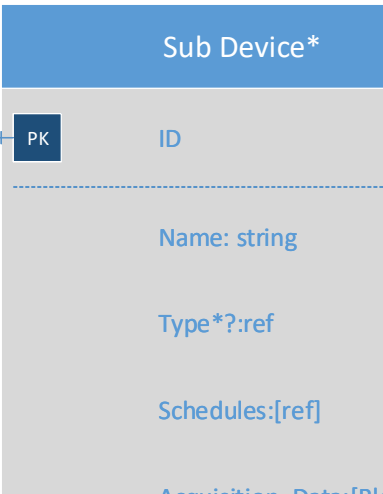 Sub Device*
PK
ID
Name: string
Type*?:ref
Schedules:[ref]